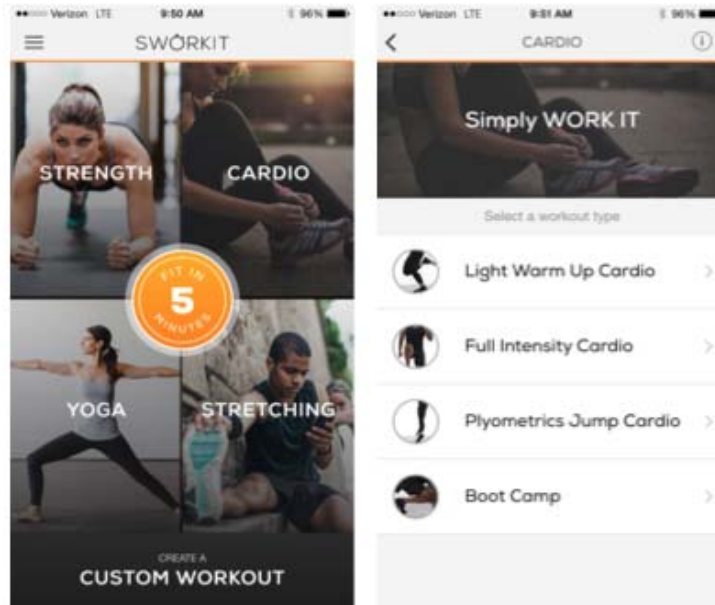 Verizon LTE 9:50 AM 96%
SWORKIT
STRENGTH
CARDIO
FIT IN
5
MINUTES
YOGA
STRETCHING
CREATE A
CUSTOM WORKOUT
Verizon LTE 9:51 AM 96%
CARDIO
Simply WORK IT
Select a workout type
Light Warm Up Cardio
Full Intensity Cardio
Plyometrics Jump Cardio
Boot Camp